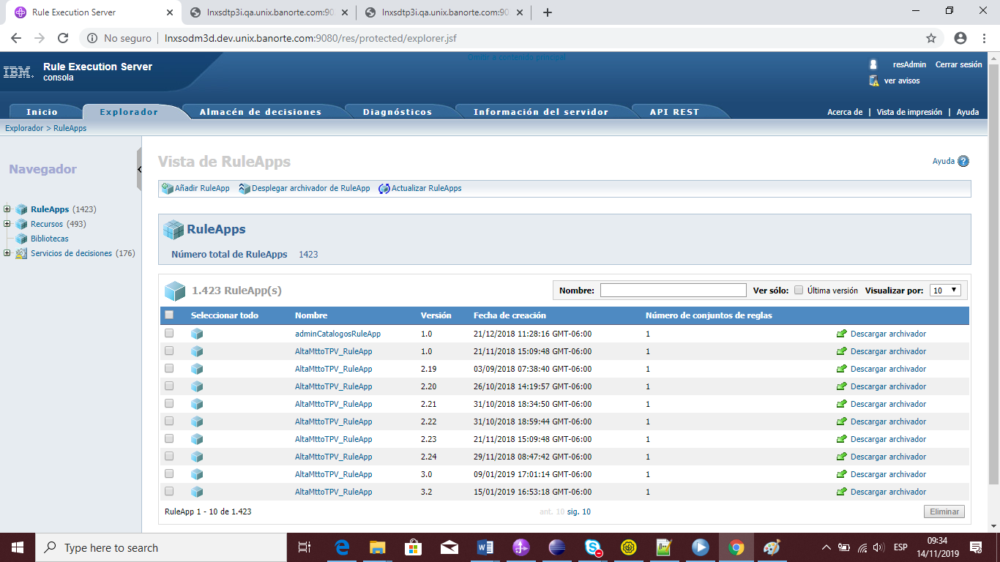 Rule Execution Server
lnxsdtp3i.qa.unix.banorte.com:90
lnxsdtp3i.qa.unix.banorte.com:90
No seguro
lnxsodm3d.dev.unix.banorte.com:9080/res/protected/explorer.jsf
Omitir a contenido principal
IBM.
Rule Execution Server
consola
resAdmin Cerrar sesión
ver avisos
Inicio Explorador Almacén de decisiones Diagnósticos Información del servidor API REST
Acerca de | Vista de impresión | Ayuda
Explorador > RuleApps
Navegador
RuleApps (1423)
Recursos (493)
Bibliotecas
Servicios de decisiones (176)
Vista de RuleApps
Ayuda ?
Añadir RuleApp Desplegar archivador de RuleApp Actualizar RuleApps
RuleApps
Número total de RuleApps 1423
1.423 RuleApp(s)
Nombre: Ver sólo: Última versión Visualizar por: 10
Seleccionar todo Nombre Versión Fecha de creación Número de conjuntos de reglas
adminCatalogosRuleApp 1.0 21/12/2018 11:28:16 GMT-06:00 1 Descargar archivador
AltaMttoTPV_RuleApp 1.0 21/11/2018 15:09:48 GMT-06:00 1 Descargar archivador
AltaMttoTPV_RuleApp 2.19 03/09/2018 07:38:40 GMT-06:00 1 Descargar archivador
AltaMttoTPV_RuleApp 2.20 26/10/2018 14:19:57 GMT-06:00 1 Descargar archivador
AltaMttoTPV_RuleApp 2.21 31/10/2018 18:34:50 GMT-06:00 1 Descargar archivador
AltaMttoTPV_RuleApp 2.22 31/10/2018 18:59:44 GMT-06:00 1 Descargar archivador
AltaMttoTPV_RuleApp 2.23 21/11/2018 15:09:48 GMT-06:00 1 Descargar archivador
AltaMttoTPV_RuleApp 2.24 29/11/2018 08:47:42 GMT-06:00 1 Descargar archivador
AltaMttoTPV_RuleApp 3.0 09/01/2019 17:01:14 GMT-06:00 1 Descargar archivador
AltaMttoTPV_RuleApp 3.2 15/01/2019 16:53:18 GMT-06:00 1 Descargar archivador
RuleApp 1 - 10 de 1.423 ant. 10 sig. 10 Eliminar
Type here to search
ESP
09:34
14/11/2019